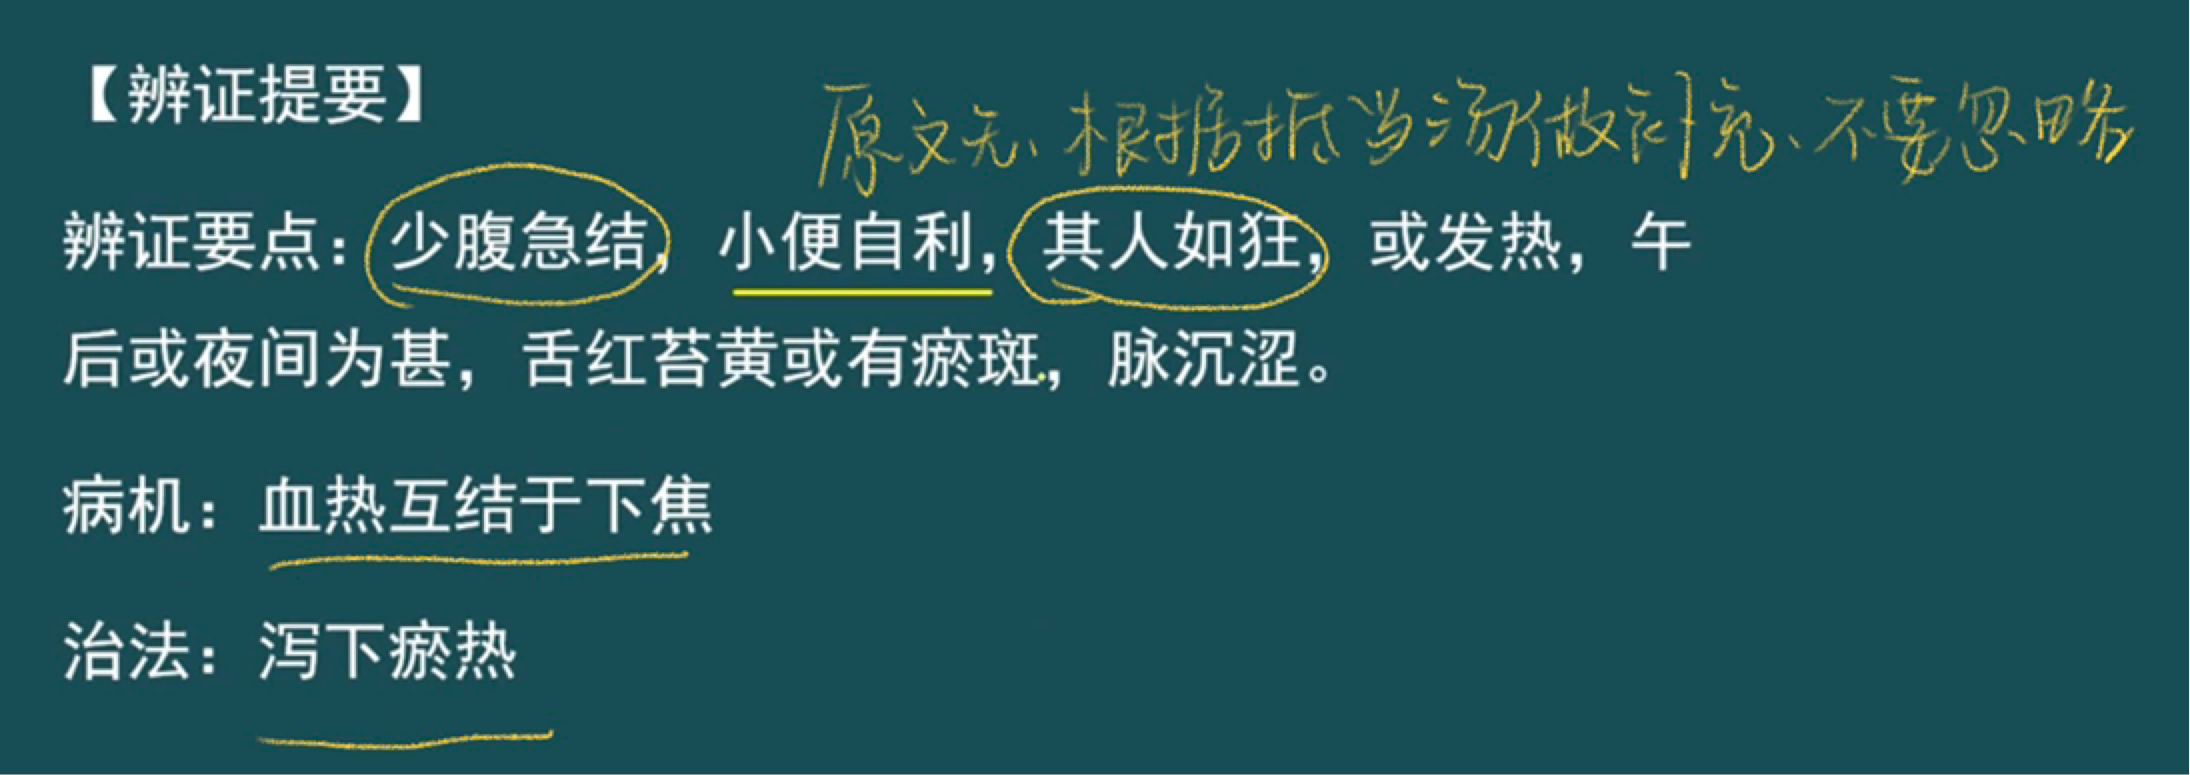 【辨证提要】
原文无、根据抵当汤做补充、不要忽略
辨证要点：少腹急结，小便自利，其人如狂，或发热，午
后或夜间为甚，舌红苔黄或有瘀斑，脉沉涩。
病机：血热互结于下焦
治法：泻下瘀热